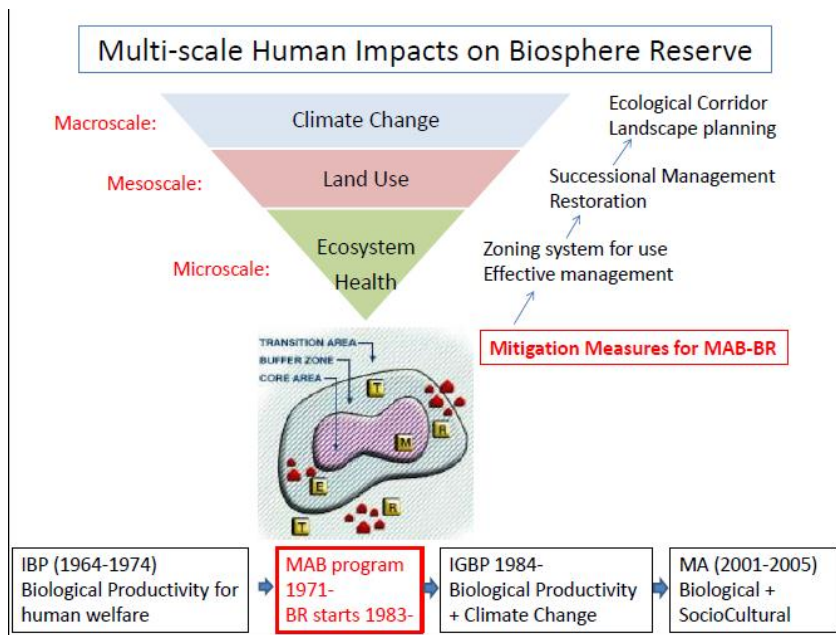 Multi-scale Human Impacts on Biosphere Reserve
Macroscale:
Climate Change
Mesoscale:
Land Use
Microscale:
Ecosystem
Health
Ecological Corridor
Landscape planning
Successional Management
Restoration
Zoning system for use
Effective management
Mitigation Measures for MAB-BR
TRANSITION AREA
BUFFER ZONE
CORE AREA
T
R
M
E
R
T
IBP (1964-1974)
Biological Productivity for
human welfare
MAB program
1971-
BR starts 1983-
IGBP 1984-
Biological Productivity
+ Climate Change
MA (2001-2005)
Biological +
SocioCultural